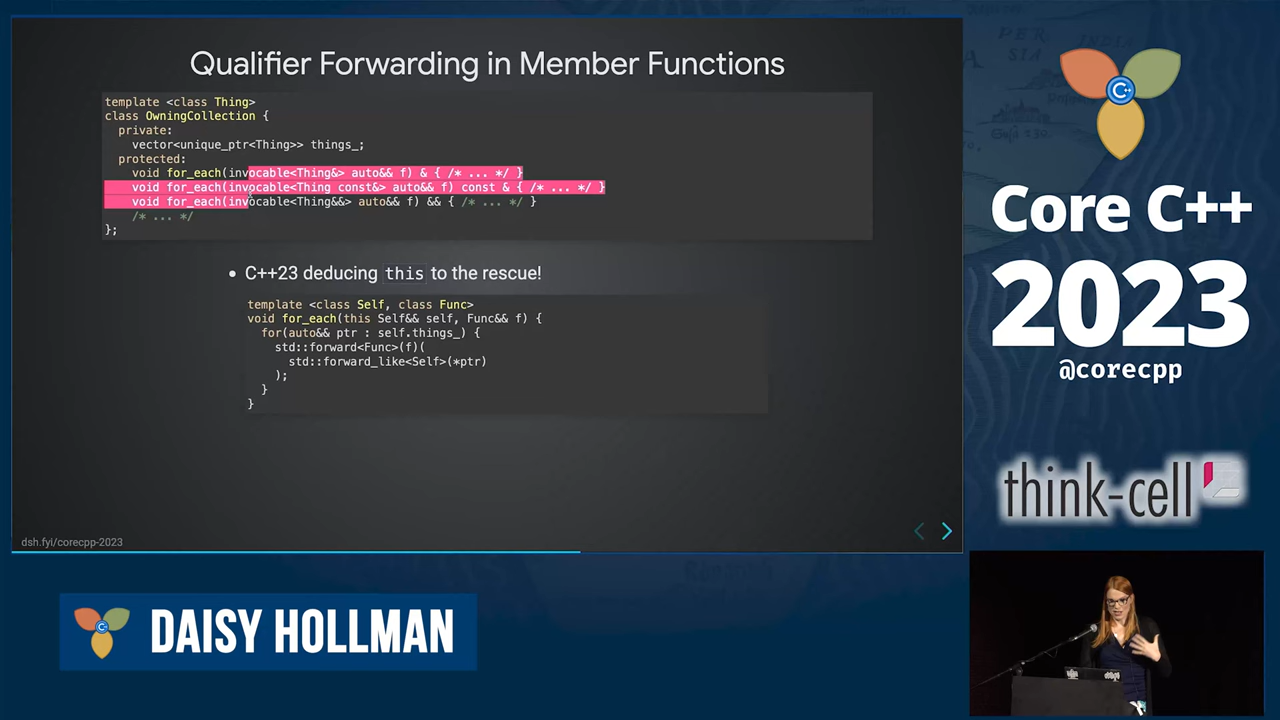 Qualifier Forwarding in Member Functions
template <class Thing>
class OwningCollection {
private:
vector<unique_ptr<Thing>> things_;
protected:
void for_each(invocable<Thing&> auto&& f) & { /* ... */ }
void for_each(invocable<Thing const&> auto&& f) const & { /* ... */ }
void for_each(invocable<Thing&&> auto&& f) && { /* ... */ }
/* ... */
};
• C++23 deducing this to the rescue!
template <class Self, class Func>
void for_each(this Self&& self, Func&& f) {
for(auto&& ptr : self.things_) {
std::forward<Func>(f)(
std::forward_like<Self>(*ptr)
);
}
}
dsh.fyi/corecpp-2023
C++
Core C++
2023
@corecpp
think-cell
C++
DAISY HOLLMAN